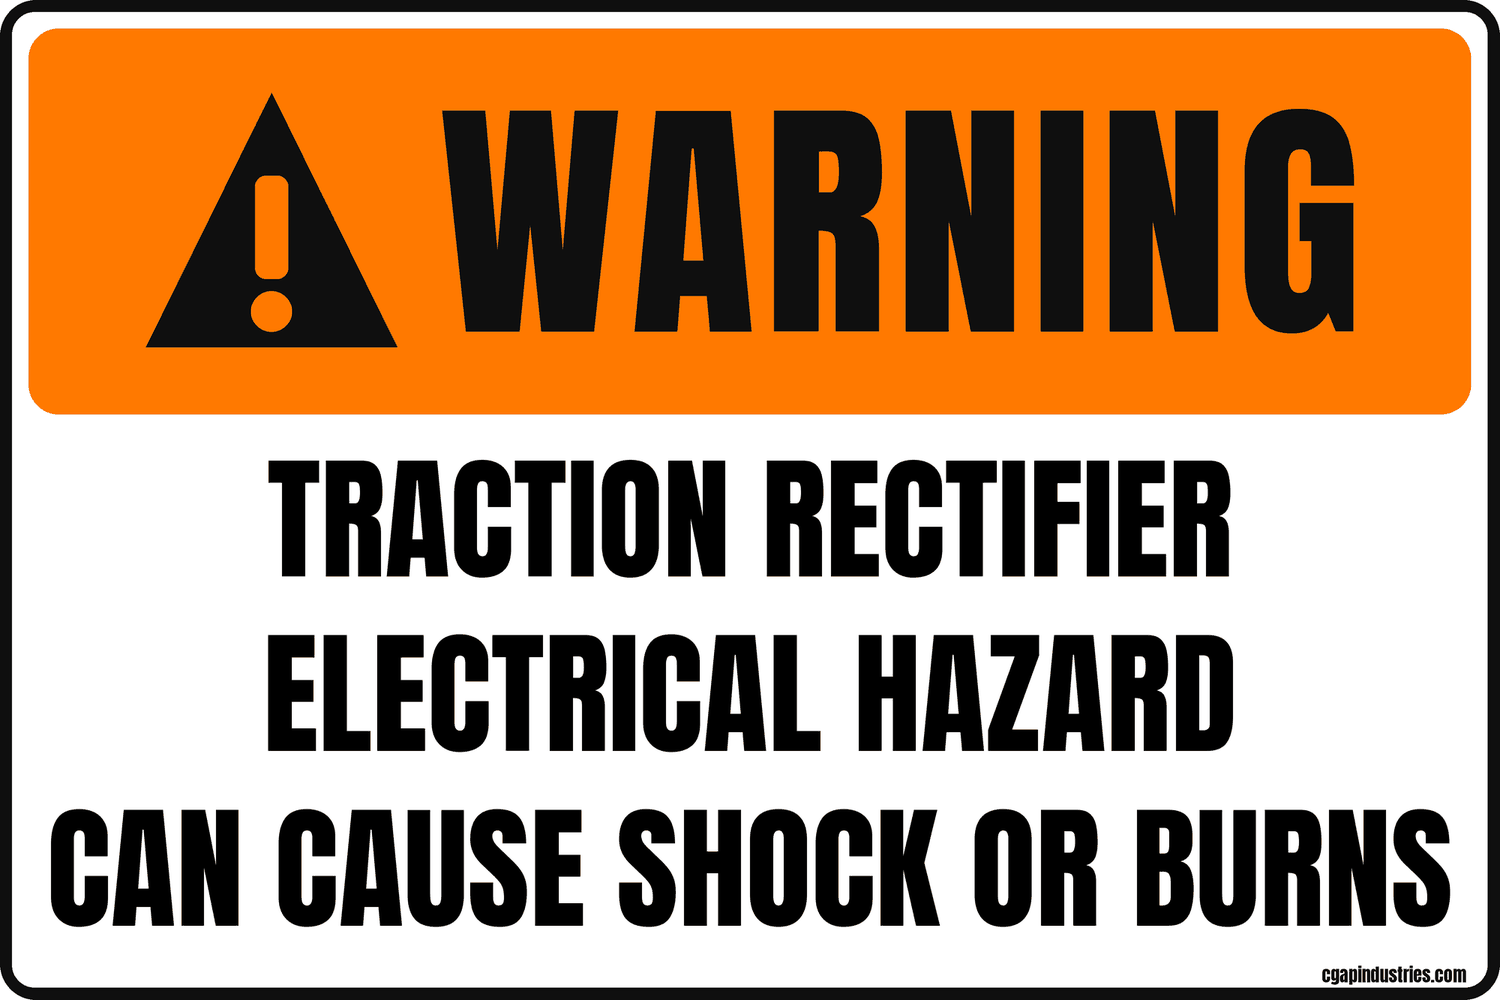 WARNING
TRACTION RECTIFIER
ELECTRICAL HAZARD
CAN CAUSE SHOCK OR BURNS
cgapindustries.com